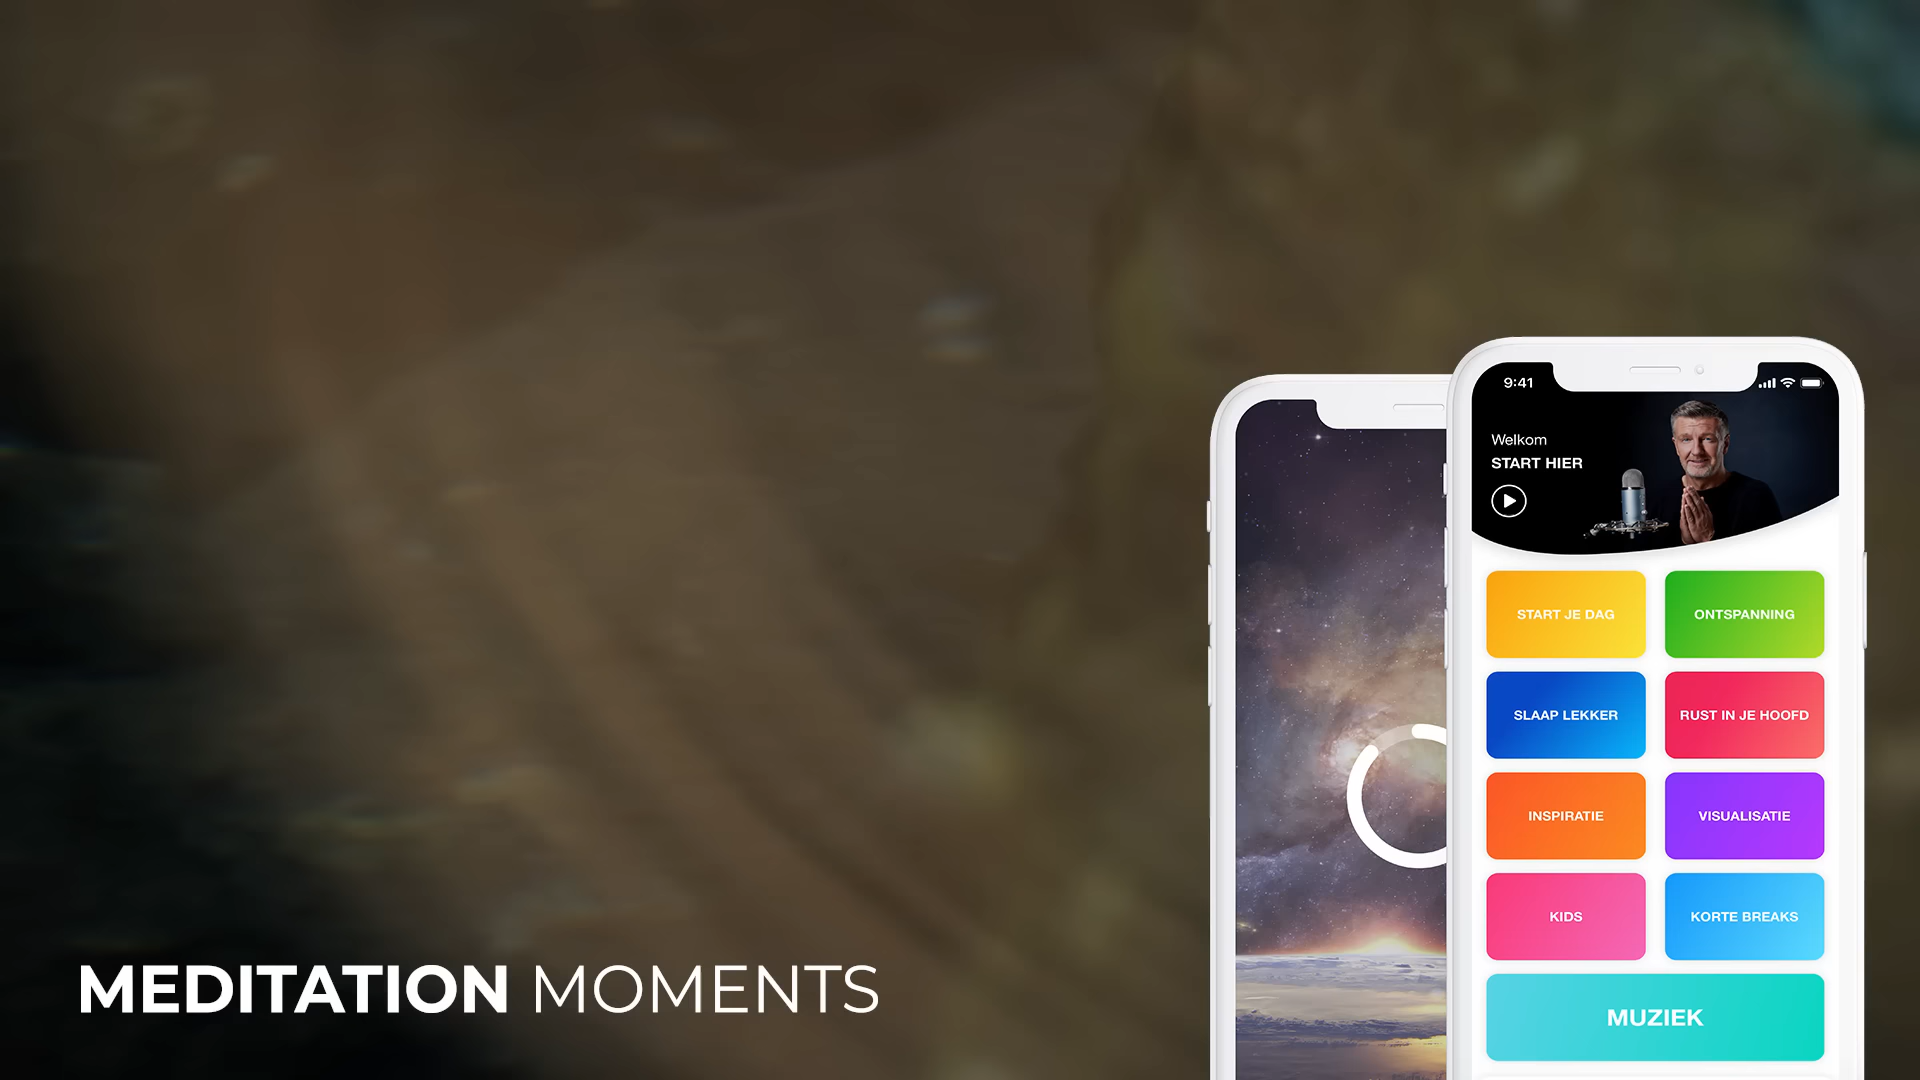 9:41
Welkom
START HIER
START JE DAG
ONTSPANNING
SLAAP LEKKER
RUST IN JE HOOFD
INSPIRATIE
VISUALISATIE
KIDS
KORTE BREAKS
MUZIEK
MEDITATION MOMENTS